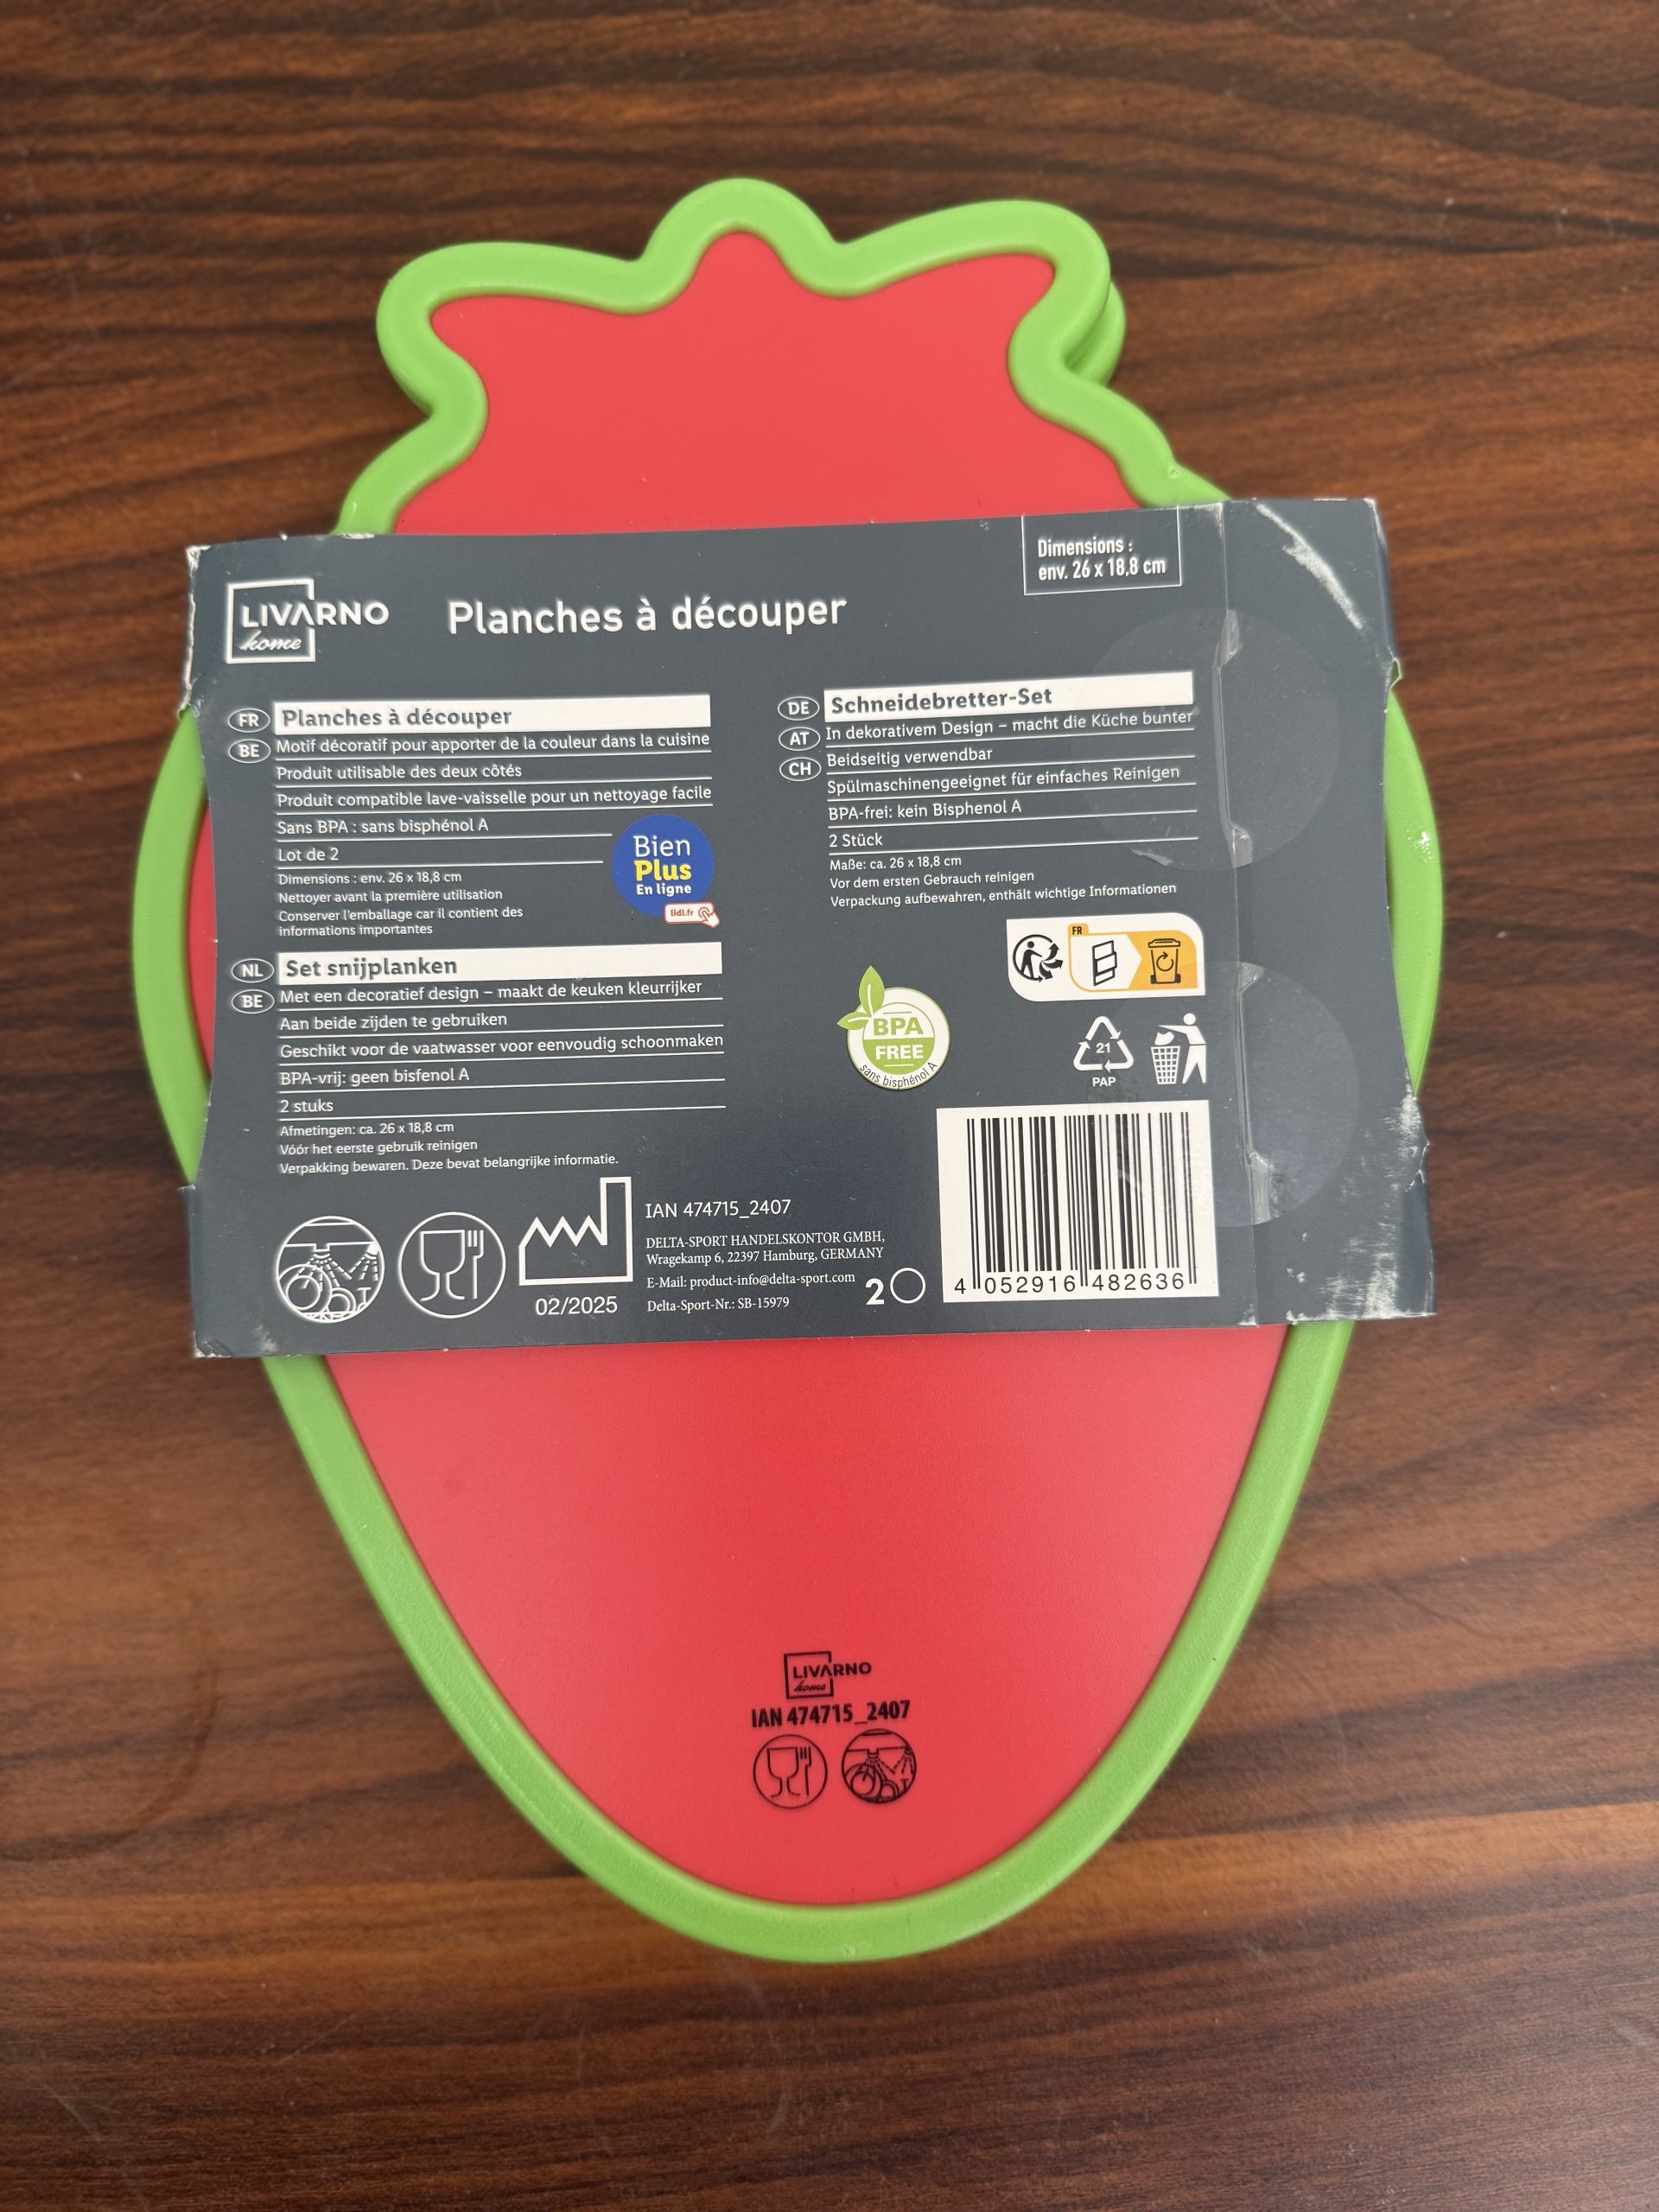 Dimensions :
env. 26 x 18,8 cm
LIVARNO
home
Planches à découper
FR
BE
Planches à découper
Motif décoratif pour apporter de la couleur dans la cuisine
Produit utilisable des deux côtés
Produit compatible lave-vaisselle pour un nettoyage facile
Sans BPA : sans bisphénol A
Lot de 2
Dimensions : env. 26 x 18,8 cm
Nettoyer avant la première utilisation
Conserver l'emballage car il contient des
informations importantes
Bien
Plus
En ligne
lidl.fr
DE
AT
CH
Schneidebretter-Set
In dekorativem Design – macht die Küche bunter
Beidseitig verwendbar
Spülmaschinengeeignet für einfaches Reinigen
BPA-frei: kein Bisphenol A
2 Stück
Maße: ca. 26 x 18,8 cm
Vor dem ersten Gebrauch reinigen
Verpackung aufbewahren, enthält wichtige Informationen
NL
BE
Set snijplanken
Met een decoratief design – maakt de keuken kleurrijker
Aan beide zijden te gebruiken
Geschikt voor de vaatwasser voor eenvoudig schoonmaken
BPA-vrij: geen bisfenol A
2 stuks
Afmetingen: ca. 26 x 18,8 cm
Vóór het eerste gebruik reinigen
Verpakking bewaren. Deze bevat belangrijke informatie.
FR
BPA
FREE
sans bisphénol A
21
PAP
02/2025
IAN 474715_2407
DELTA-SPORT HANDELSKONTOR GMBH,
Wragekamp 6, 22397 Hamburg, GERMANY
E-Mail: product-info@delta-sport.com
Delta-Sport-Nr.: SB-15979
2
4 052916 482636
LIVARNO
home
IAN 474715_2407